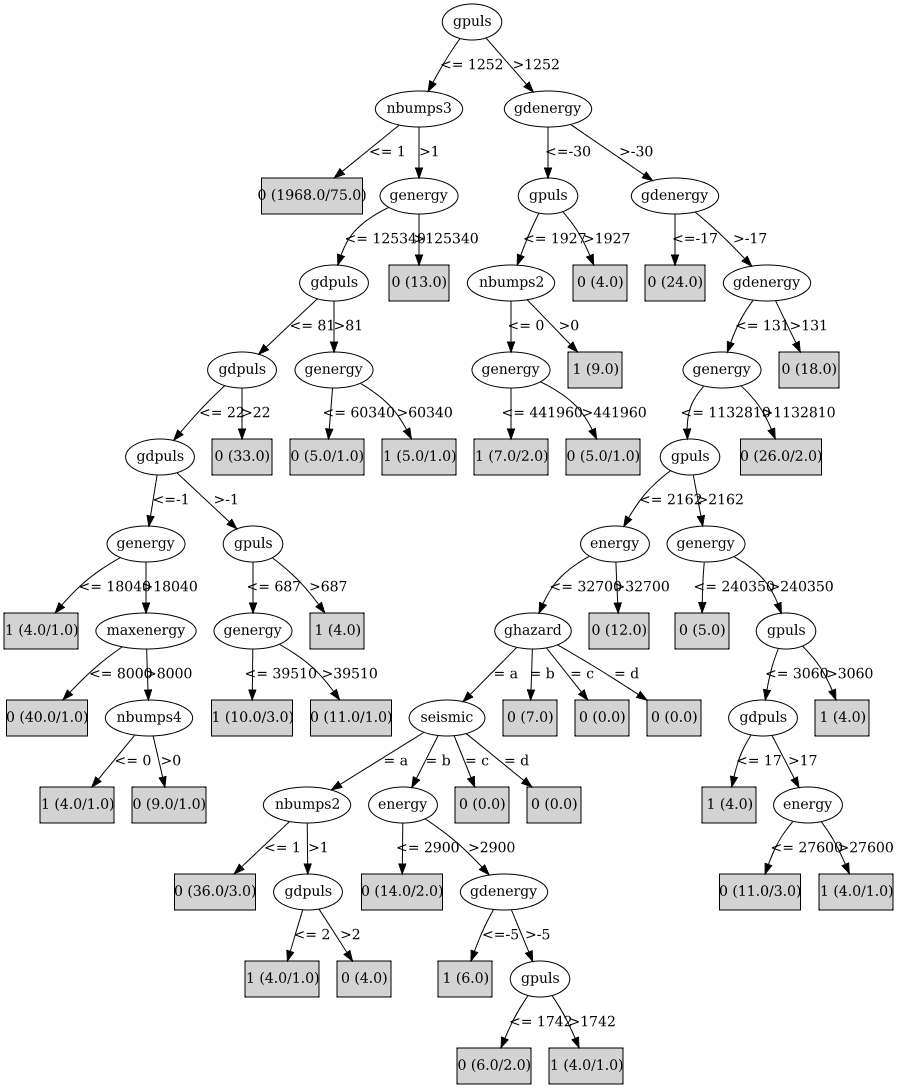 gpuls
<= 1252 >1252
nbumps3 gdenergy
<= 1 >1 <=-30 >-30
0 (1968.0/75.0) genergy gpuls gdenergy
<= 125340 >125340 <= 1927 >1927 <=-17 >-17
gdpuls 0 (13.0) nbumps2 0 (4.0) 0 (24.0) gdenergy
<= 81 >81 <= 0 >0 <= 131 >131
gdpuls genergy genergy 1 (9.0) genergy 0 (18.0)
<= 22 >22 <= 60340 >60340 <= 441960 >441960 <= 1132810 >1132810
gdpuls 0 (33.0) 0 (5.0/1.0) 1 (5.0/1.0) 1 (7.0/2.0) 0 (5.0/1.0) gpuls 0 (26.0/2.0)
<=-1 >-1 <= 2162 >2162
genergy gpuls energy genergy
<= 18040 >18040 <= 687 >687 <= 32700 >32700 <= 240350 >240350
1 (4.0/1.0) maxenergy genergy 1 (4.0) ghazard 0 (12.0) 0 (5.0) gpuls
<= 8000 >8000 <= 39510 >39510 = a = b = c = d <= 3060 >3060
0 (40.0/1.0) nbumps4 1 (10.0/3.0) 0 (11.0/1.0) seismic 0 (7.0) 0 (0.0) 0 (0.0) gdpuls 1 (4.0)
<= 0 >0 = a = b = c = d <= 17 >17
1 (4.0/1.0) 0 (9.0/1.0) nbumps2 energy 0 (0.0) 0 (0.0) 1 (4.0) energy
<= 1 >1 <= 2900 >2900 <= 27600 >27600
0 (36.0/3.0) gdpuls 0 (14.0/2.0) gdenergy 0 (11.0/3.0) 1 (4.0/1.0)
<= 2 >2 <=-5 >-5
1 (4.0/1.0) 0 (4.0) 1 (6.0) gpuls
<= 1742 >1742
0 (6.0/2.0) 1 (4.0/1.0)